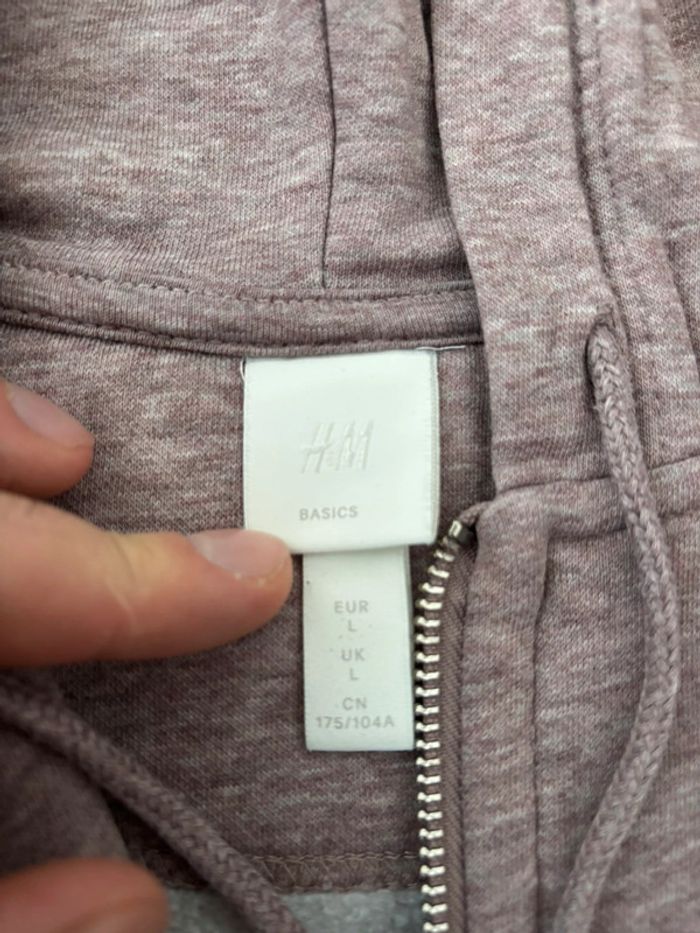 H&M
BASICS
EUR
L
UK
L
CN
175/104A